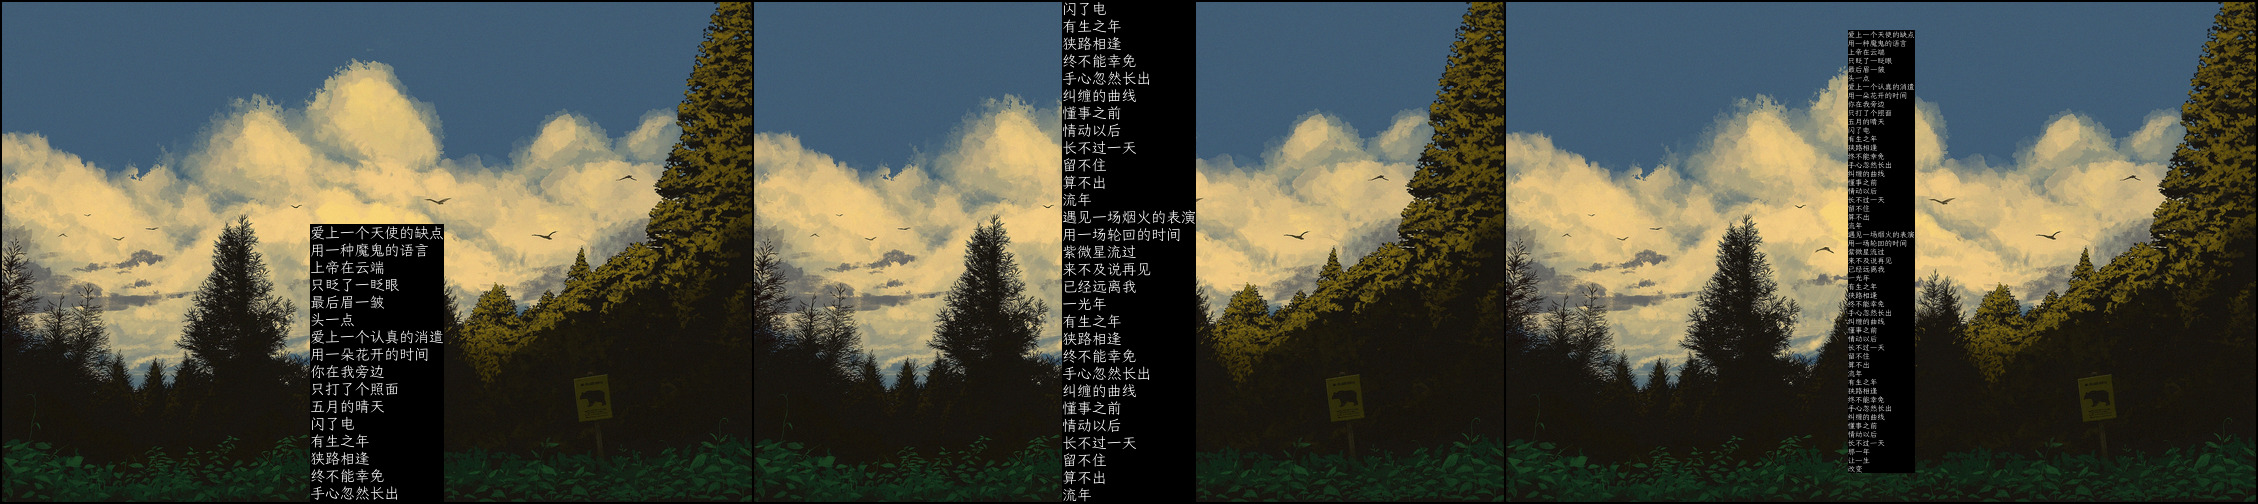 爱上一个天使的缺点
用一种魔鬼的语言
上帝在云端
只眨了一眨眼
最后眉一皱
头一点
爱上一个认真的消遣
用一朵花开的时间
你在我旁边
只打了个照面
五月的晴天
闪了电
有生之年
狭路相逢
终不能幸免
手心忽然长出
闪了电
有生之年
狭路相逢
终不能幸免
手心忽然长出
纠缠的曲线
懂事之前
情动以后
长不过一天
留不住
算不出
流年
遇见一场烟火的表演
用一场轮回的时间
紫微星流过
来不及说再见
已经远离我
一光年
有生之年
狭路相逢
终不能幸免
手心忽然长出
纠缠的曲线
懂事之前
情动以后
长不过一天
留不住
算不出
流年
爱上一个天使的缺点
用一种魔鬼的语言
上帝在云端
只眨了一眨眼
最后眉一皱
头一点
爱上一个认真的消遣
用一朵花开的时间
你在我旁边
只打了个照面
五月的晴天
闪了电
有生之年
狭路相逢
终不能幸免
手心忽然长出
纠缠的曲线
懂事之前
情动以后
长不过一天
留不住
算不出
流年
遇见一场烟火的表演
用一场轮回的时间
紫微星流过
来不及说再见
已经远离我
一光年
有生之年
狭路相逢
终不能幸免
手心忽然长出
纠缠的曲线
懂事之前
情动以后
长不过一天
留不住
算不出
流年
有生之年
狭路相逢
终不能幸免
手心忽然长出
纠缠的曲线
懂事之前
情动以后
长不过一天
那一年
让一生
改变